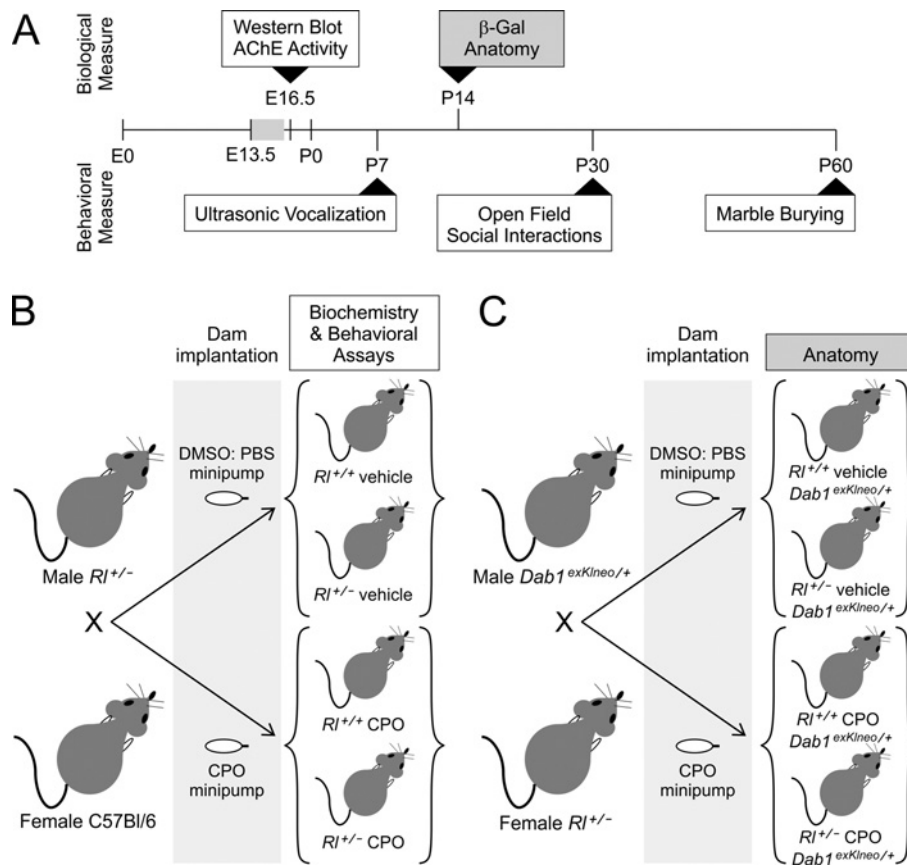 A
Biological
Measure
Behavioral
Measure
Western Blot
AChE Activity
β-Gal
Anatomy
E16.5
P14
E0
E13.5
P0
P7
P30
P60
Ultrasonic Vocalization
Open Field
Social Interactions
Marble Burying
B
Dam
implantation
Biochemistry
& Behavioral
Assays
DMSO: PBS
minipump
Rl+/+ vehicle
Rl+/- vehicle
Male Rl+/-
X
Rl+/+ CPO
CPO
minipump
Female C57Bl/6
Rl+/- CPO
C
Dam
implantation
Anatomy
DMSO: PBS
minipump
Rl+/+ vehicle
Dab1exKIneo/+
Male Dab1exKIneo/+
Rl+/- vehicle
Dab1exKIneo/+
X
Rl+/+ CPO
Dab1exKIneo/+
CPO
minipump
Female Rl+/-
Rl+/- CPO
Dab1exKIneo/+